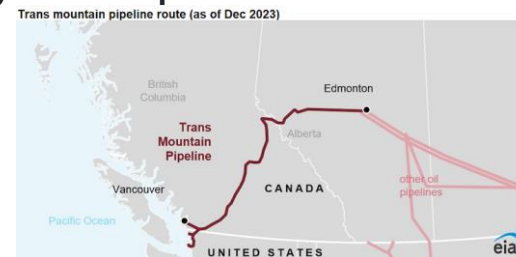 Trans mountain pipeline route (as of Dec 2023)
British
Columbia
Edmonton
Trans
Mountain
Pipeline
Alberta
other oil
pipelines
Vancouver
CANADA
Pacific Ocean
UNITED STATES
eia